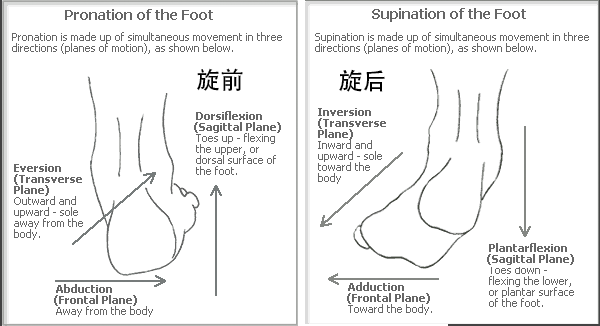 Pronation of the Foot
Pronation is made up of simultaneous movement in three
directions (planes of motion), as shown below.
旋前
Dorsiflexion
(Sagittal Plane)
Toes up - flexing
the upper, or
dorsal surface of
the foot.
Eversion
(Transverse
Plane)
Outward and
upward - sole
away from the
body.
Abduction
(Frontal Plane)
Away from the body
Supination of the Foot
Supination is made up of simultaneous movement in three
directions (planes of motion), as shown below.
旋后
Inversion
(Transverse
Plane)
Inward and
upward - sole
toward the
body
Plantarflexion
(Sagittal Plane)
Toes down -
flexing the lower,
or plantar surface
of the foot.
Adduction
(Frontal Plane)
Toward the body.